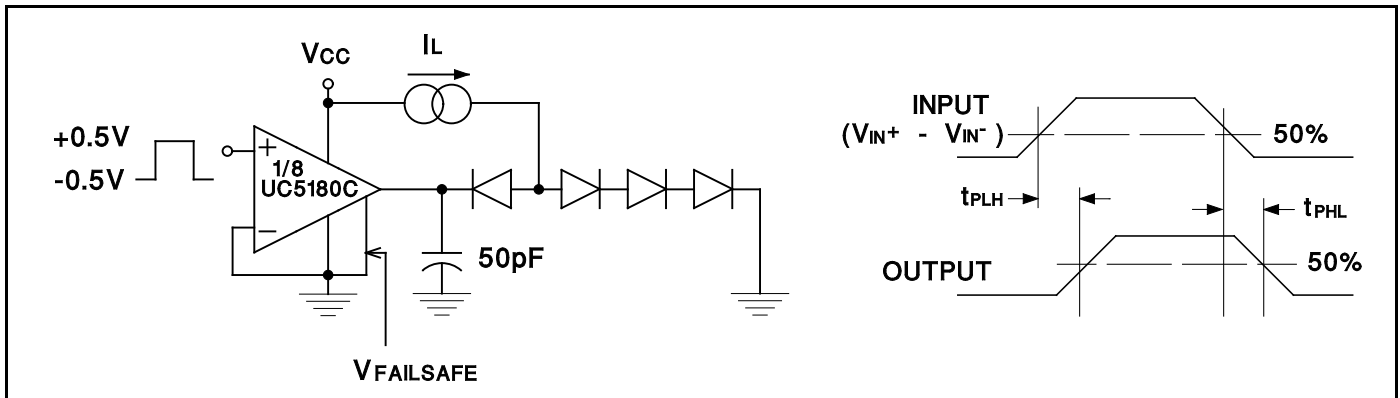 VCC
IL
+0.5V
-0.5V
+
1/8
UC5180C
−
50pF
VFAILSAFE
INPUT
(VIN+ - VIN-)
50%
tPLH
tPHL
OUTPUT
50%